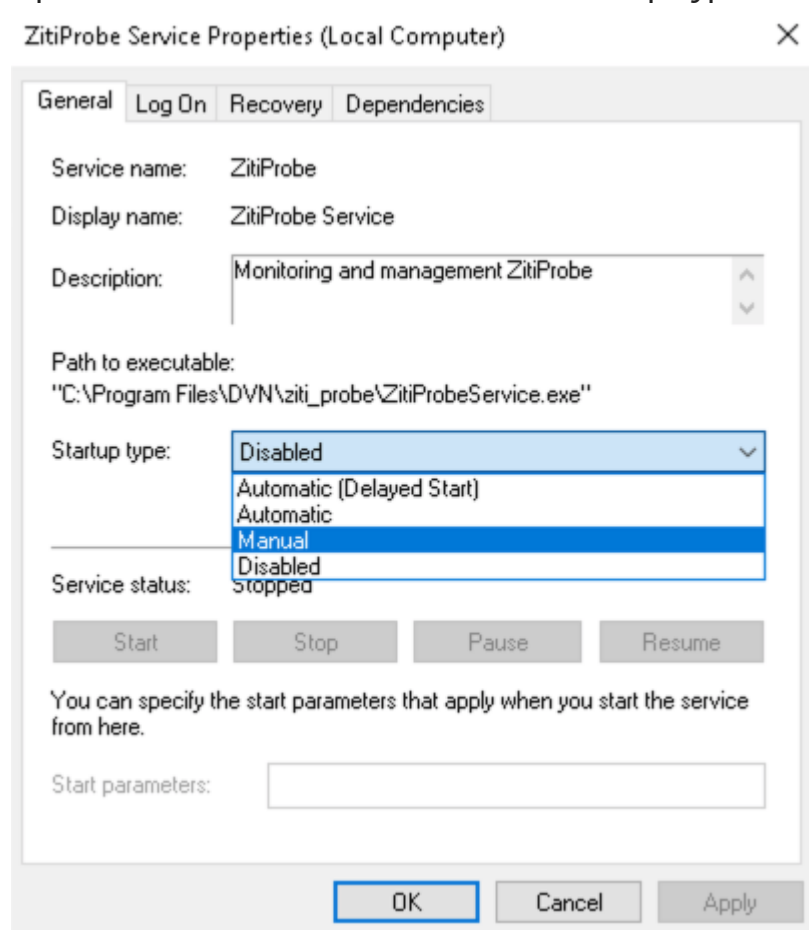 ZitiProbe Service Properties (Local Computer)
General Log On Recovery Dependencies
Service name: ZitiProbe
Display name: ZitiProbe Service
Description: Monitoring and management ZitiProbe
Path to executable:
"C:\Program Files\DVN\ziti_probe\ZitiProbeService.exe"
Startup type: Disabled
Automatic (Delayed Start)
Automatic
Manual
Disabled
Service status: Stopped
Start Stop Pause Resume
You can specify the start parameters that apply when you start the service
from here.
Start parameters:
OK Cancel Apply